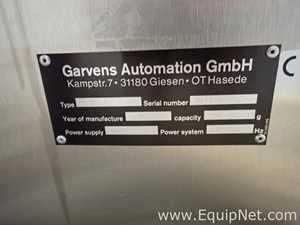 Garvens Automation GmbH
Kampstr.7 • 31180 Giesen • OT Hasede
Type Serial number
Year of manufacture capacity g
Power supply Power system Hz
C
www.EquipNet.com